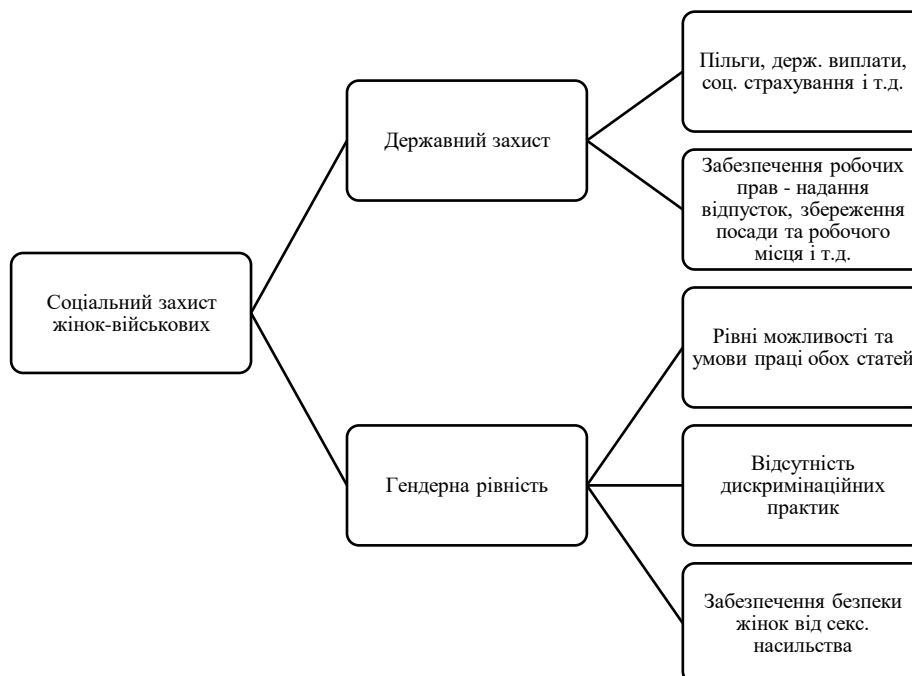 Соціальний захист
жінок-військових
Державний захист
Пільги, держ. виплати,
соц. страхування і т.д.
Забезпечення робочих
прав - надання
відпусток, збереження
посади та робочого
місця і т.д.
Гендерна рівність
Рівні можливості та
умови праці обох статей
Відсутність
дискримінаційних
практик
Забезпечення безпеки
жінок від секс.
насильства